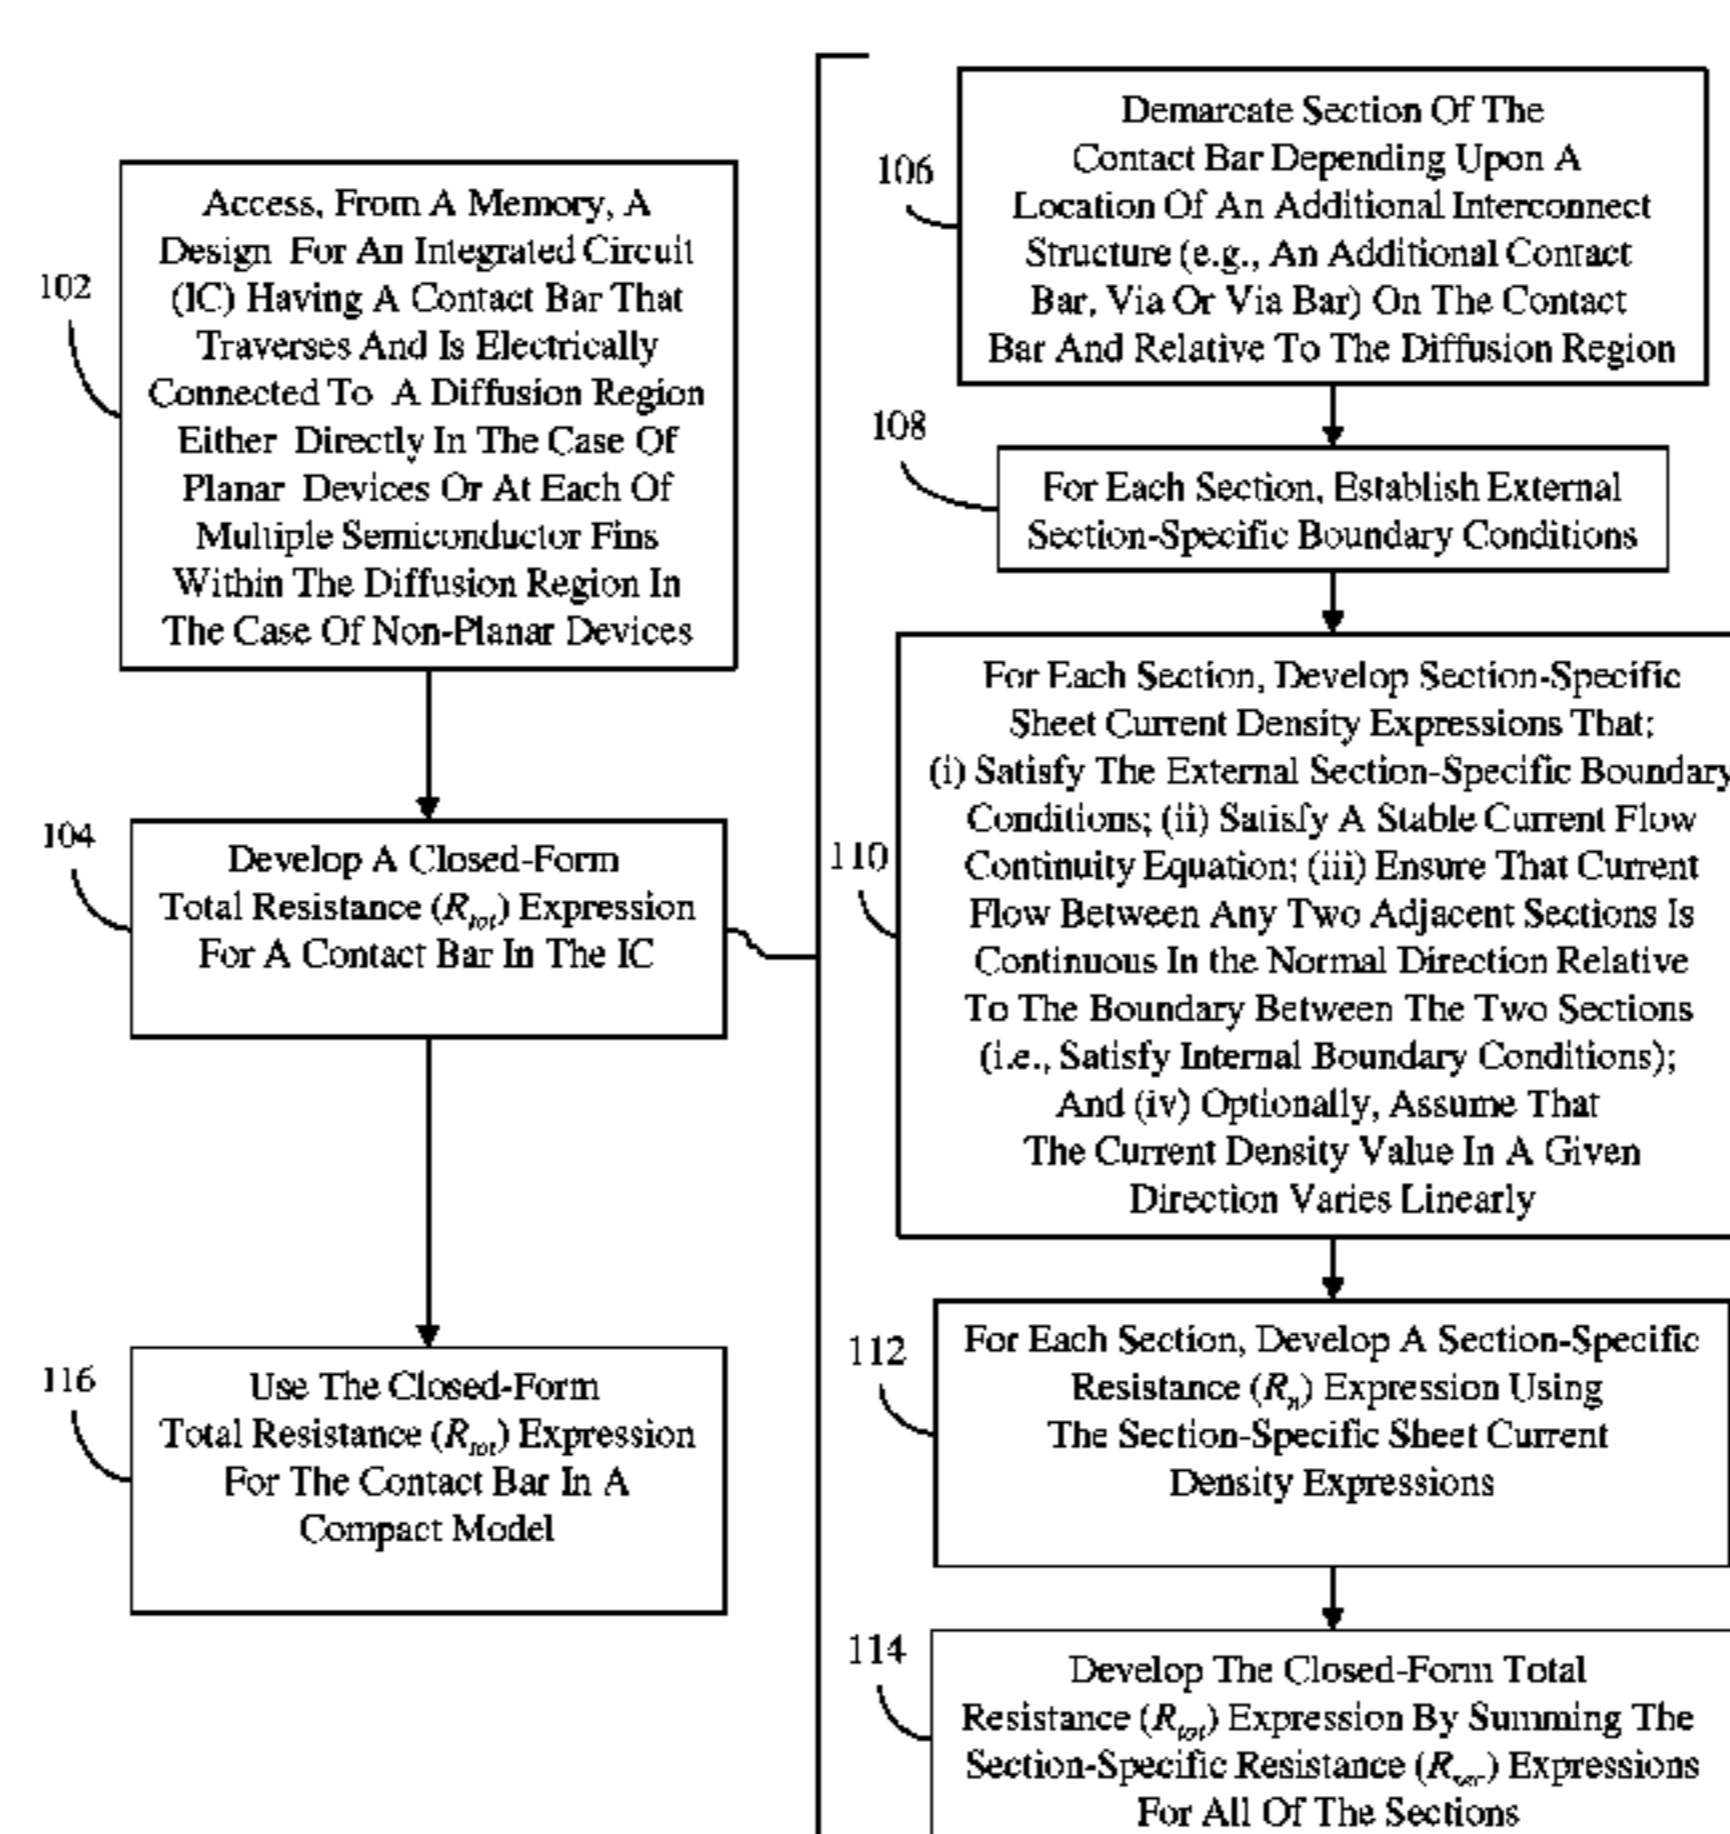 102
Access, From A Memory, A
Design For An Integrated Circuit
(IC) Having A Contact Bar That
Traverses And Is Electrically
Connected To A Diffusion Region
Either Directly In The Case Of
Planar Devices Or At Each Of
Multiple Semiconductor Fins
Within The Diffusion Region In
The Case Of Non-Planar Devices
104
Develop A Closed-Form
Total Resistance (R_tot) Expression
For A Contact Bar In The IC
116
Use The Closed-Form
Total Resistance (R_tot) Expression
For The Contact Bar In A
Compact Model
106
Demarcate Section Of The
Contact Bar Depending Upon A
Location Of An Additional Interconnect
Structure (e.g., An Additional Contact
Bar, Via Or Via Bar) On The Contact
Bar And Relative To The Diffusion Region
108
For Each Section, Establish External
Section-Specific Boundary Conditions
110
For Each Section, Develop Section-Specific
Sheet Current Density Expressions That:
(i) Satisfy The External Section-Specific Boundary
Conditions; (ii) Satisfy A Stable Current Flow
Continuity Equation; (iii) Ensure That Current
Flow Between Any Two Adjacent Sections Is
Continuous In the Normal Direction Relative
To The Boundary Between The Two Sections
(i.e., Satisfy Internal Boundary Conditions);
And (iv) Optionally, Assume That
The Current Density Value In A Given
Direction Varies Linearly
112
For Each Section, Develop A Section-Specific
Resistance (R_n) Expression Using
The Section-Specific Sheet Current
Density Expressions
114
Develop The Closed-Form Total
Resistance (R_tot) Expression By Summing The
Section-Specific Resistance Expressions
For All Of The Sections